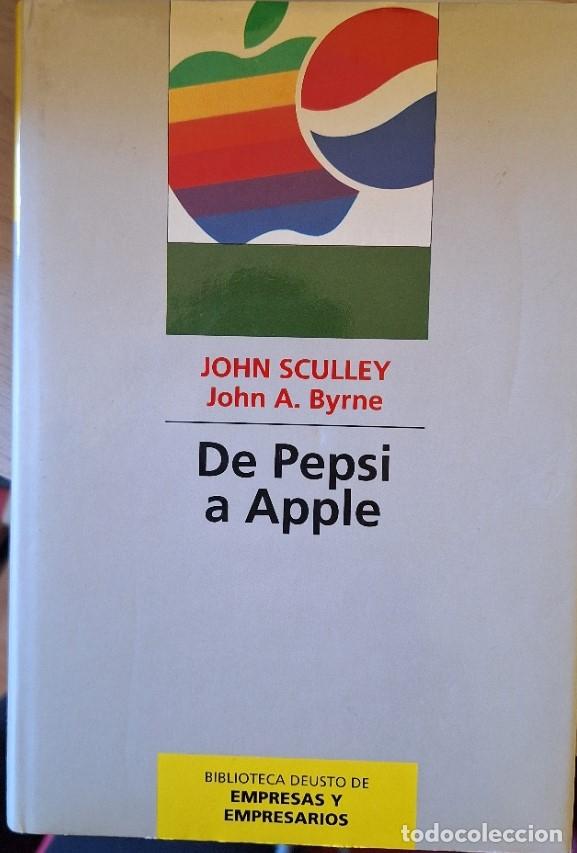 JOHN SCULLEY
John A. Byrne
De Pepsi
a Apple
BIBLIOTECA DEUSTO DE
EMPRESAS Y
EMPRESARIOS
todocoleccion